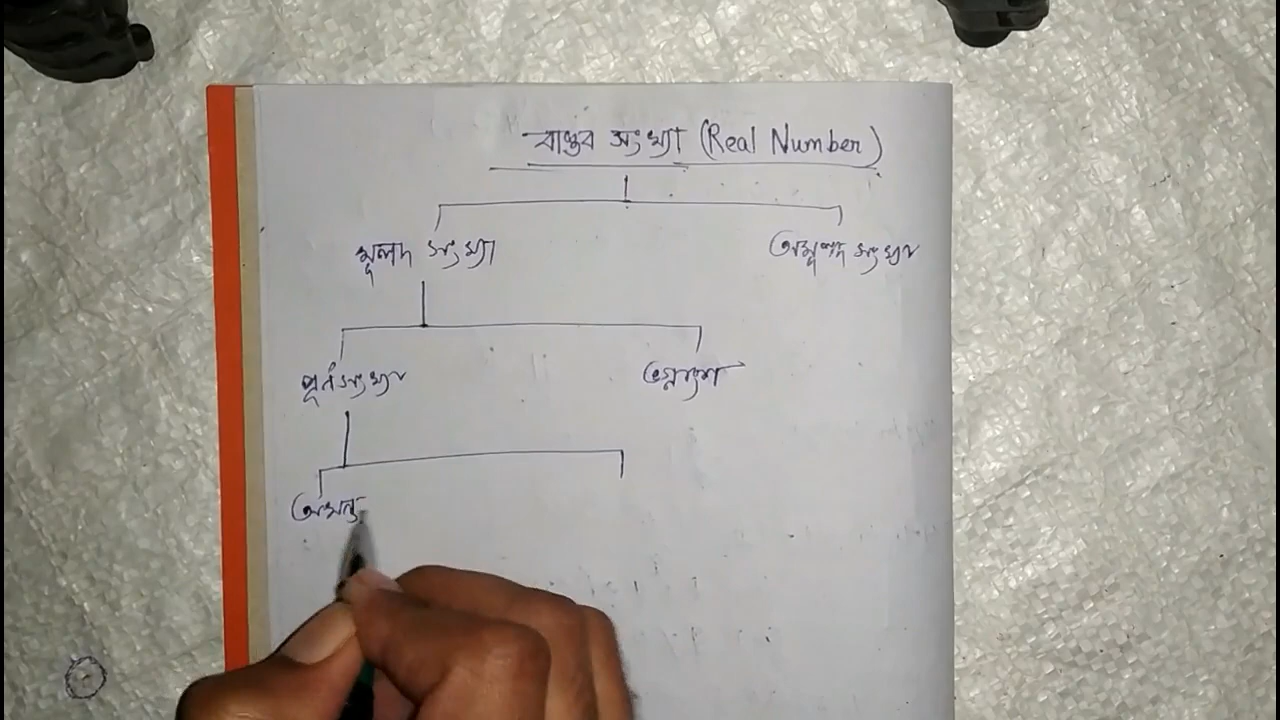 বাস্তব সংখ্যা (Real Number)
মূলদ সংখ্যা অমূলদ সংখ্যা
পূর্ণসংখ্যা ভগ্নাংশ